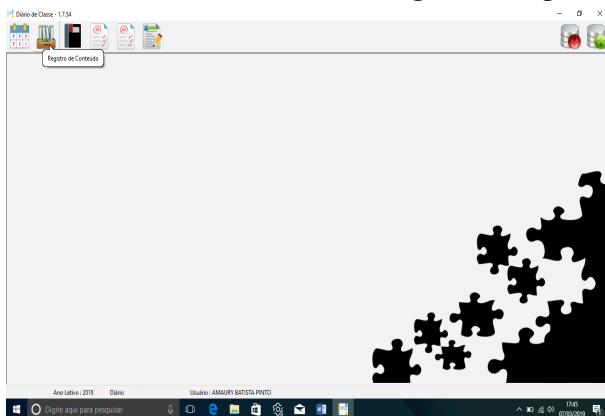 Diário de Classe - 1.7.54
Registro de Conteúdo
Ano Letivo : 2018 Diário Usuário : AMAURY BATISTA PINTO
Digite aqui para pesquisar
17:45
07/03/2019